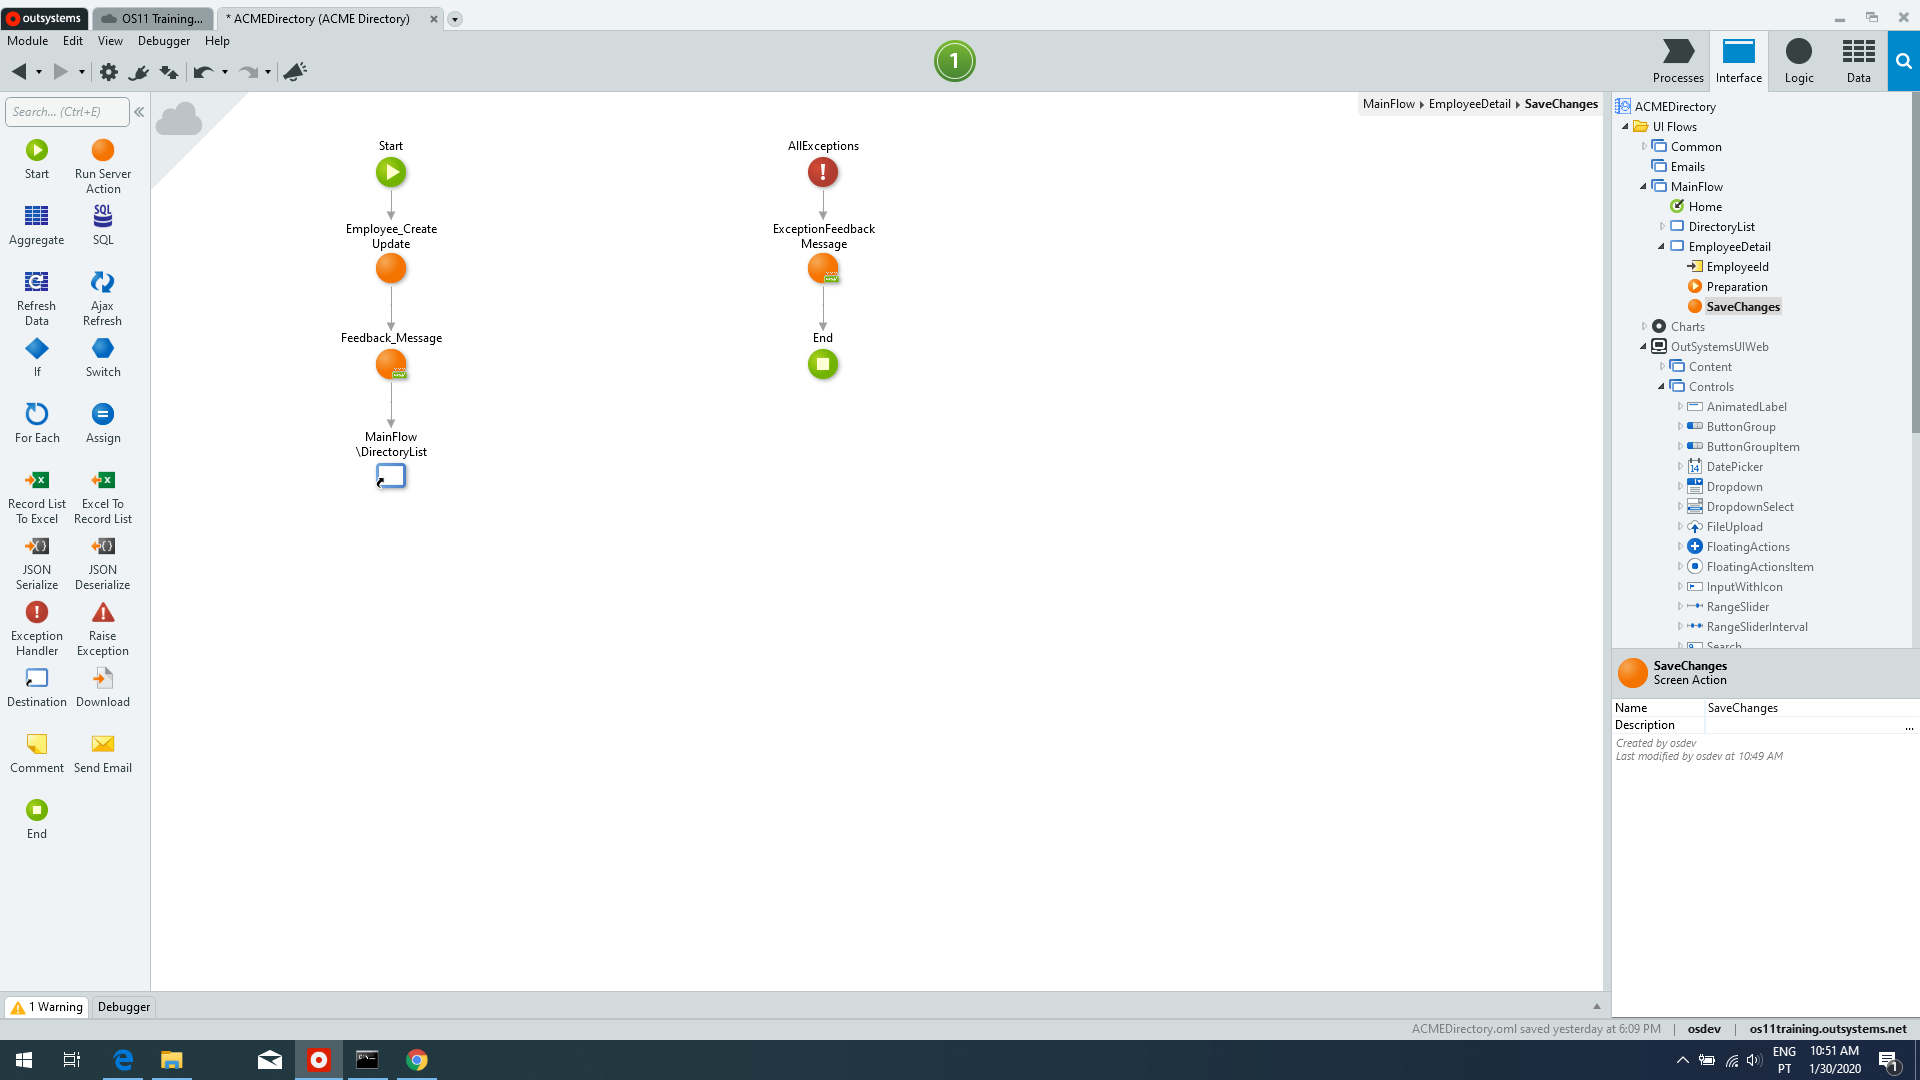 outsystems
OS11 Training...
* ACMEDirectory (ACME Directory)
Module Edit View Debugger Help
1
Processes Interface Logic Data
Search... (Ctrl+E)
Start
Run Server
Action
Aggregate
SQL
SQL
Refresh
Data
Ajax
Refresh
If
Switch
For Each
Assign
Record List
To Excel
Excel To
Record List
JSON
Serialize
JSON
Deserialize
Exception
Handler
Raise
Exception
Destination
Download
Comment
Send Email
End
MainFlow EmployeeDetail SaveChanges
Start
Employee_Create
Update
Feedback_Message
MainFlow
\DirectoryList
AllExceptions
ExceptionFeedback
Message
End
ACMEDirectory
UI Flows
Common
Emails
MainFlow
Home
DirectoryList
EmployeeDetail
EmployeeId
Preparation
SaveChanges
Charts
OutSystemsUIWeb
Content
Controls
AnimatedLabel
ButtonGroup
ButtonGroupItem
DatePicker
Dropdown
DropdownSelect
FileUpload
FloatingActions
FloatingActionsItem
InputWithIcon
RangeSlider
RangeSliderInterval
Search
SaveChanges
Screen Action
Name SaveChanges
Description ...
Created by osdev
Last modified by osdev at 10:49 AM
1 Warning Debugger
ACMEDirectory.oml saved yesterday at 6:09 PM | osdev | os11training.outsystems.net
ENG
PT
10:51 AM
1/30/2020
1